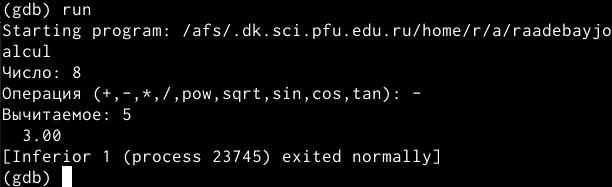 (gdb) run
Starting program: /afs/.dk.sci.pfu.edu.ru/home/r/a/raadebayjo
alcul
Число: 8
Операция (+,-,*,/,pow,sqrt,sin,cos,tan): -
Вычитаемое: 5
  3.00
[Inferior 1 (process 23745) exited normally]
(gdb)